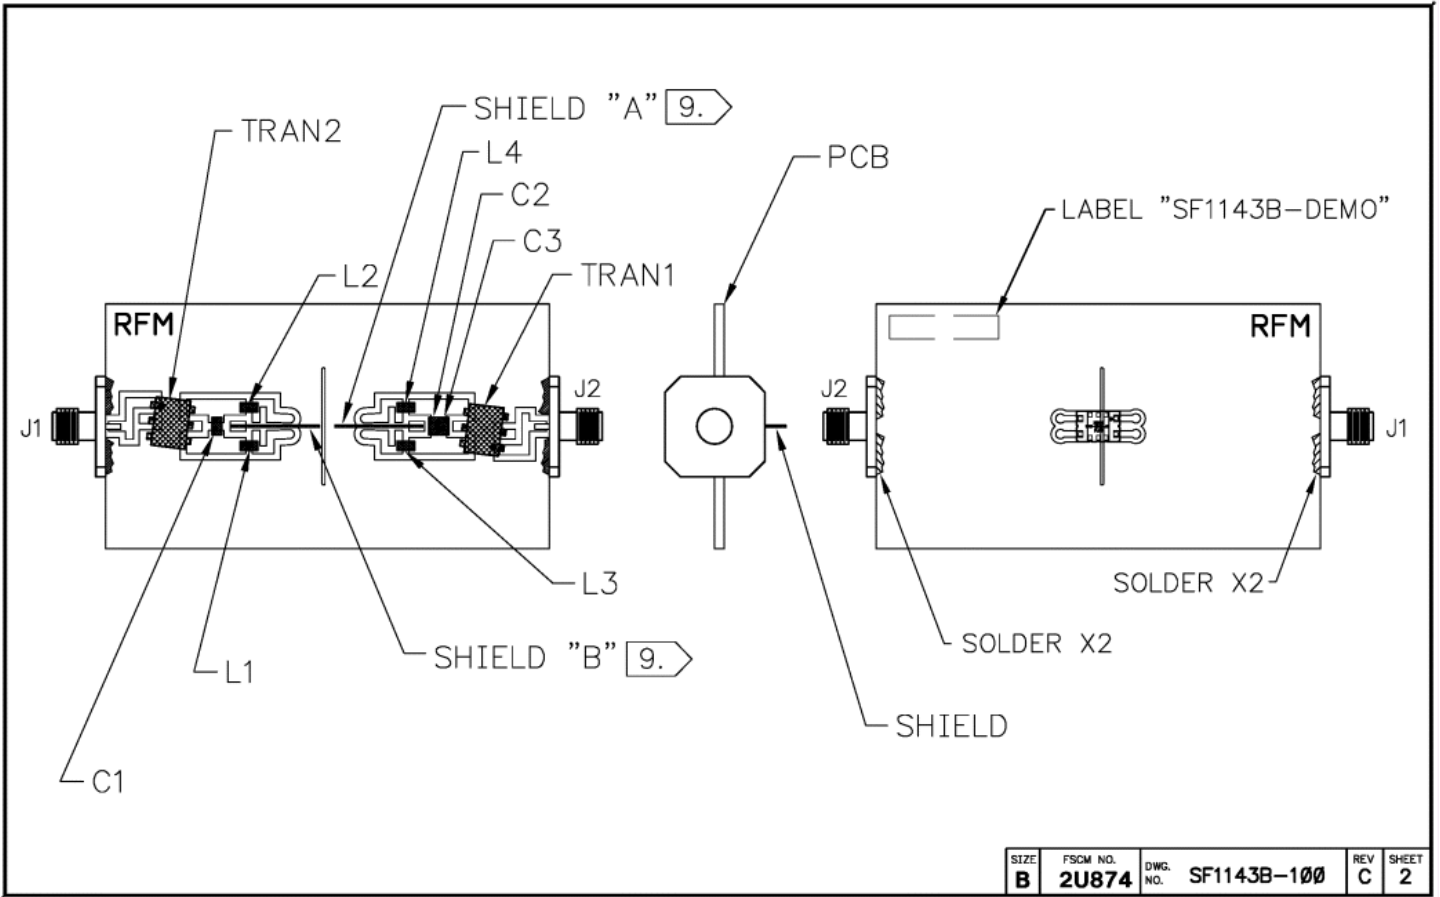 SHIELD "A" 9.
TRAN2
L4
PCB
C2
LABEL "SF1143B-DEMO"
C3
L2
TRAN1
RFM
RFM
J1
J2
J2
J1
L3
SOLDER X2
SOLDER X2
SHIELD "B" 9.
L1
SHIELD
C1
SIZE
B
FSCM NO.
2U874
DWG.
NO.
SF1143B-1ØØ
REV
C
SHEET
2